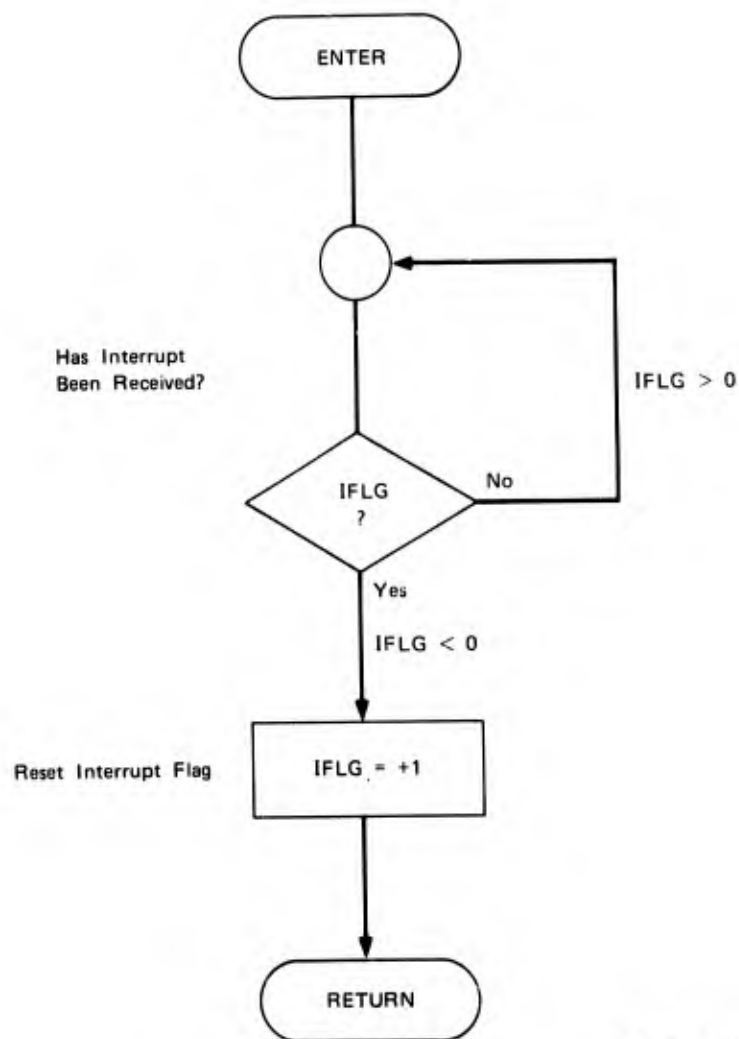 ENTER
Has Interrupt
Been Received?
IFLG > 0
IFLG
?
No
Yes
IFLG < 0
Reset Interrupt Flag
IFLG = +1
RETURN